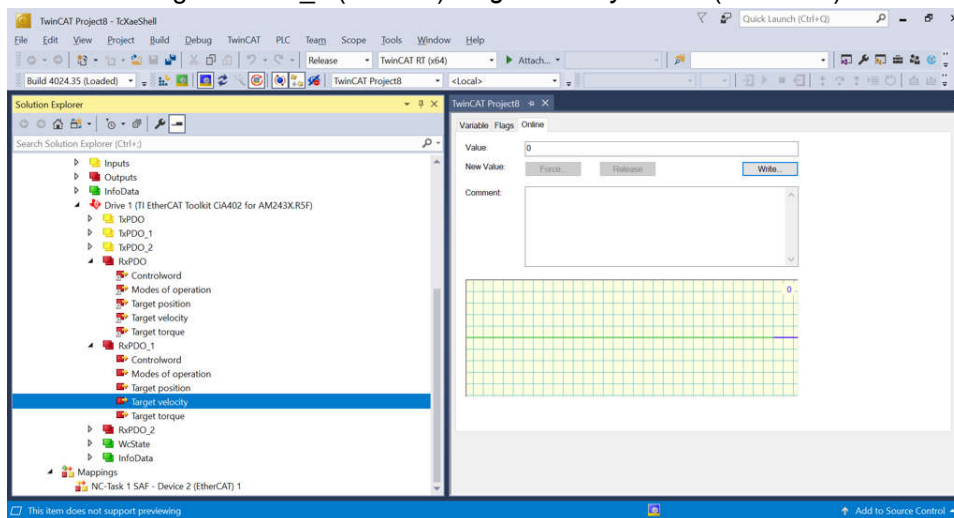 TwinCAT Project8 - TcXaeShell
Quick Launch (Ctrl+Q)
File Edit View Project Build Debug TwinCAT PLC Team Scope Tools Window Help
Release
TwinCAT RT (x64)
Attach...
Build 4024.35 (Loaded)
TwinCAT Project8
<Local>
Solution Explorer
Search Solution Explorer (Ctrl+;)
Inputs
Outputs
InfoData
Drive 1 (TI EtherCAT Toolkit CiA402 for AM243X.R5F)
TxPDO
TxPDO_1
TxPDO_2
RxPDO
Controlword
Modes of operation
Target position
Target velocity
Target torque
RxPDO_1
Controlword
Modes of operation
Target position
Target velocity
Target torque
RxPDO_2
WcState
InfoData
Mappings
NC-Task 1 SAF - Device 2 (EtherCAT) 1
TwinCAT Project8
Variable Flags Online
Value: 0
New Value: Force... Release Write...
Comment:
0
This item does not support previewing
Add to Source Control